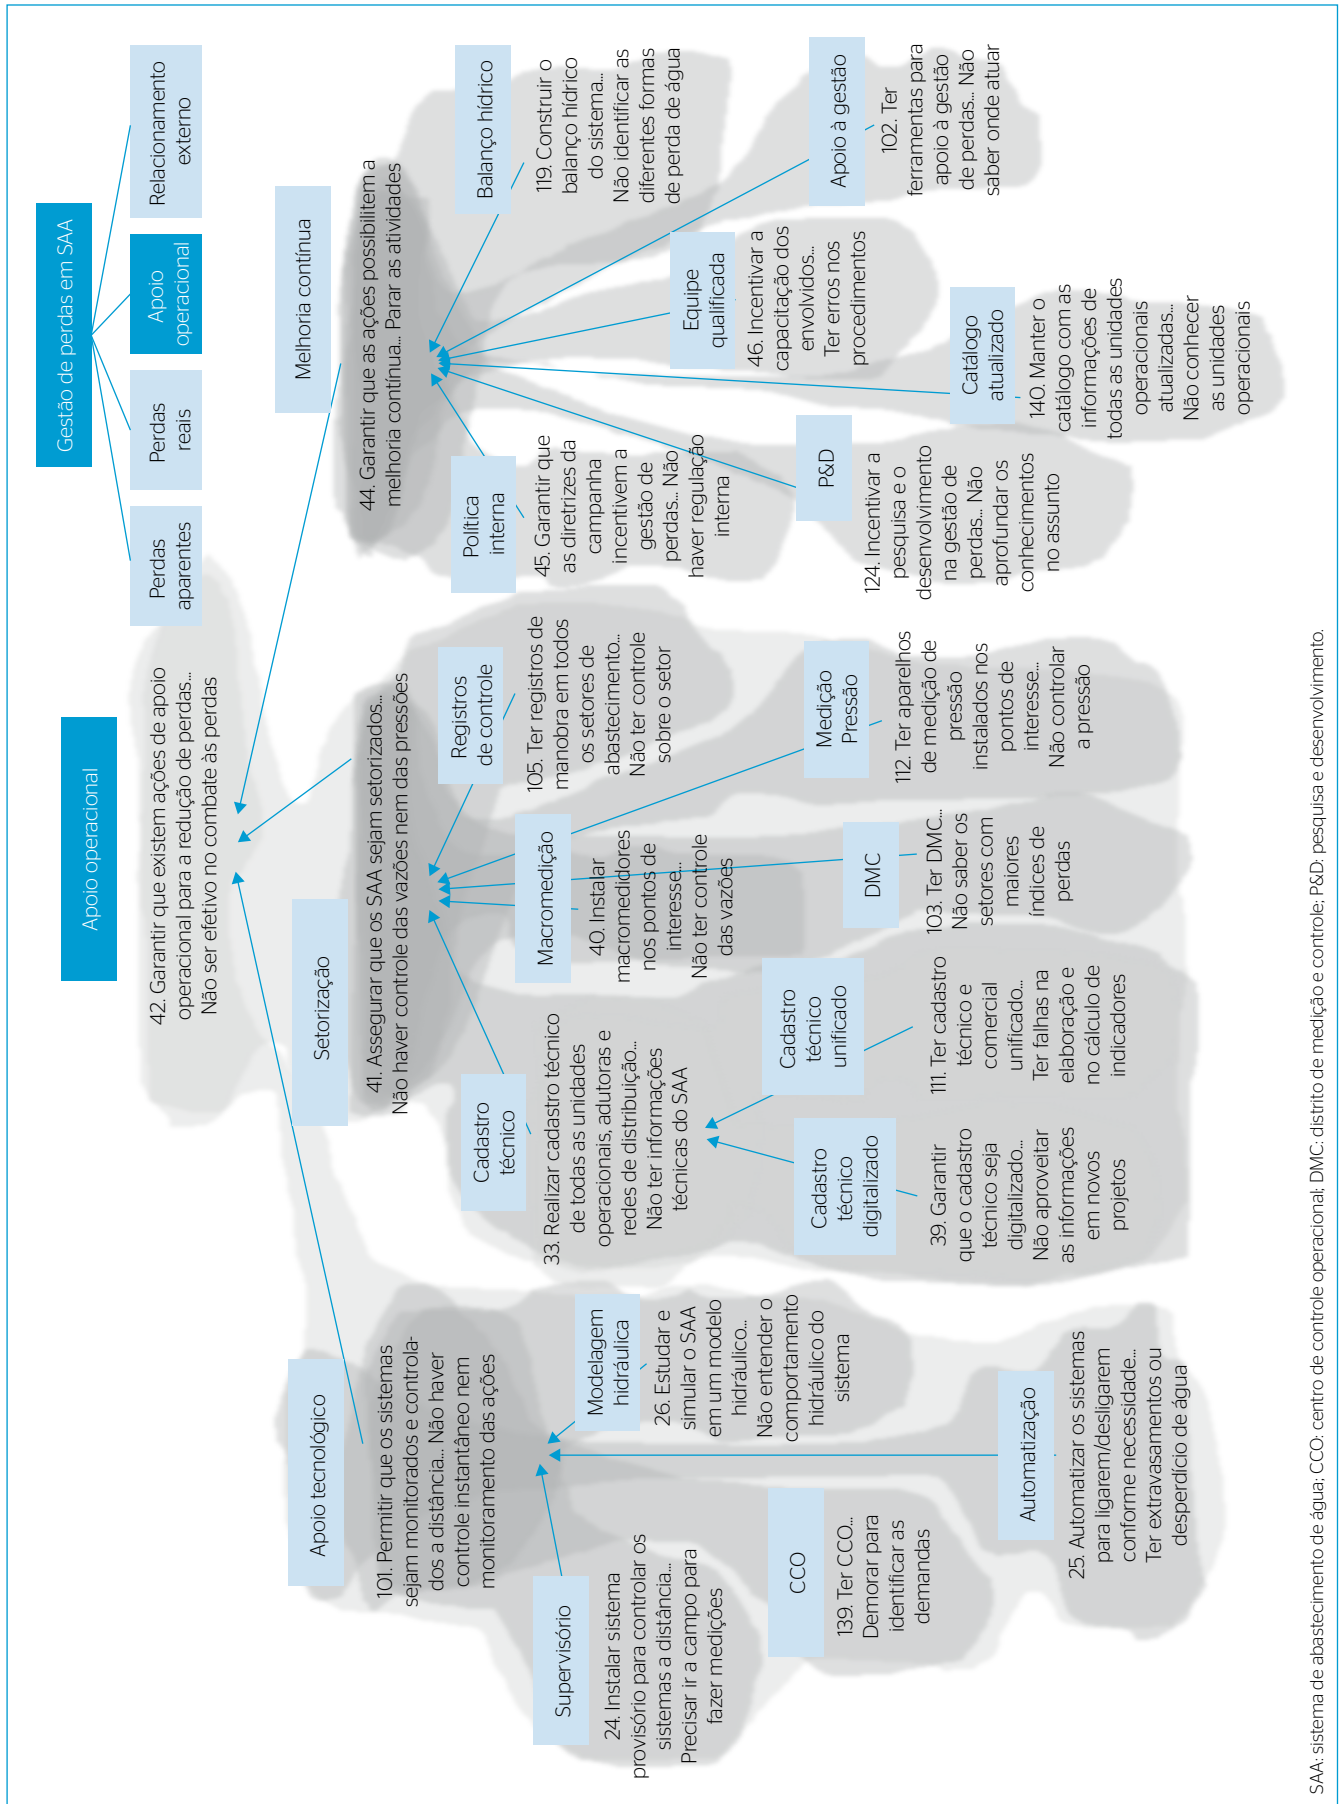 Gestão de perdas em SAA
Perdas
aparentes
Perdas
reais
Apoio
operacional
Relacionamento
externo
Apoio operacional
42. Garantir que existem ações de apoio
operacional para a redução de perdas...
Não ser efetivo no combate às perdas
Apoio tecnológico
101. Permitir que os sistemas
sejam monitorados e controla-
dos a distância... Não haver
controle instantâneo nem
monitoramento das ações
Supervisório
24. Instalar sistema
provisório para controlar os
sistemas a distância...
Precisar ir a campo para
fazer medições
CCO
139. Ter CCO...
Demorar para
identificar as
demandas
Automatização
25. Automatizar os sistemas
para ligarem/desligarem
conforme necessidade...
Ter extravasamentos ou
desperdício de água
Modelagem
hidráulica
26. Estudar e
simular o SAA
em um modelo
hidráulico...
Não entender o
comportamento
hidráulico do
sistema
Setorização
41. Assegurar que os SAA sejam setorizados...
Não haver controle das vazões nem das pressões
Cadastro
técnico
33. Realizar cadastro técnico
de todas as unidades
operacionais, adutoras e
redes de distribuição...
Não ter informações
técnicas do SAA
Cadastro
técnico
digitalizado
39. Garantir
que o cadastro
técnico seja
digitalizado...
Não aproveitar
as informações
em novos
projetos
Cadastro
técnico
unificado
111. Ter cadastro
técnico e
comercial
unificado...
Ter falhas na
elaboração e
no cálculo de
indicadores
Macromedição
40. Instalar
macromedidores
nos pontos de
interesse...
Não ter controle
das vazões
DMC
103. Ter DMC...
Não saber os
setores com
maiores
índices de
perdas
Registros
de controle
105. Ter registros de
manobra em todos
os setores de
abastecimento...
Não ter controle
sobre o setor
Medição
Pressão
112. Ter aparelhos
de medição de
pressão
instalados nos
pontos de
interesse...
Não controlar
a pressão
Melhoria contínua
44. Garantir que as ações possibilitem a
melhoria contínua... Parar as atividades
Política
interna
45. Garantir que
as diretrizes da
campanha
incentivem a
gestão de
perdas... Não
haver regulação
interna
P&D
124. Incentivar a
pesquisa e o
desenvolvimento
na gestão de
perdas... Não
aprofundar os
conhecimentos
no assunto
Equipe
qualificada
46. Incentivar a
capacitação dos
envolvidos...
Ter erros nos
procedimentos
Catálogo
atualizado
140. Manter o
catálogo com as
informações de
todas as unidades
operacionais
atualizadas...
Não conhecer
as unidades
operacionais
Balanço hídrico
119. Construir o
balanço hídrico
do sistema...
Não identificar as
diferentes formas
de perda de água
Apoio à gestão
102. Ter
ferramentas para
apoio à gestão
de perdas... Não
saber onde atuar
SAA: sistema de abastecimento de água; CCO: centro de controle operacional; DMC: distrito de medição e controle; P&D: pesquisa e desenvolvimento.